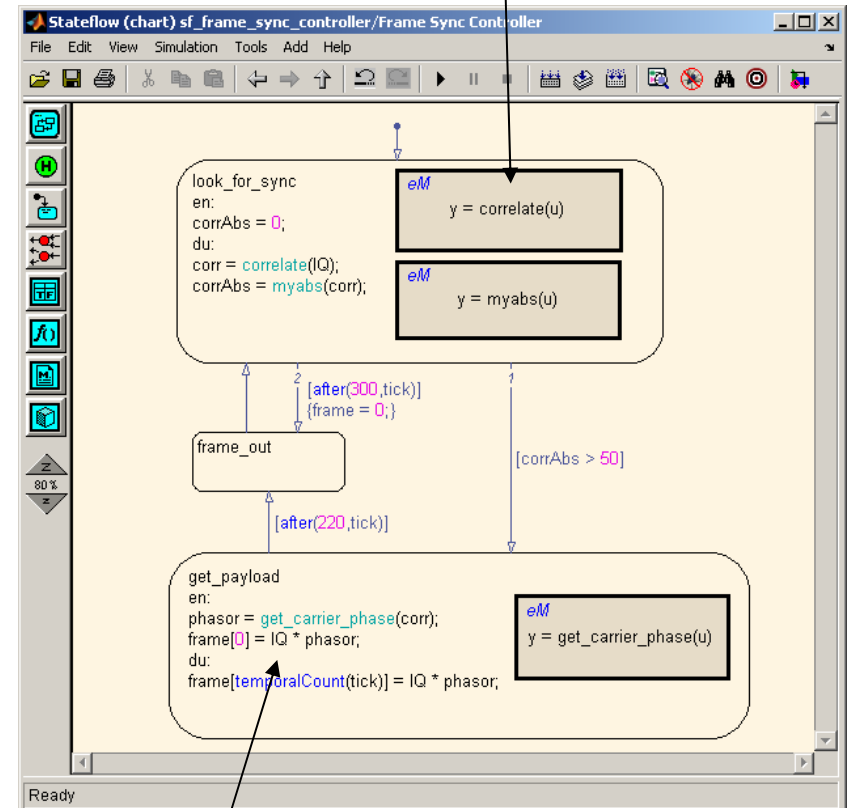 Stateflow (chart) sf_frame_sync_controller/Frame Sync Controller
File Edit View Simulation Tools Add Help
look_for_sync
en:
corrAbs = 0;
du:
corr = correlate(IQ);
corrAbs = myabs(corr);
eM
y = correlate(u)
eM
y = myabs(u)
H
TF
f()
M
Z
80 %
z
2
[after(300,tick)]
{frame = 0;}
1
frame_out
[corrAbs > 50]
[after(220,tick)]
get_payload
en:
phasor = get_carrier_phase(corr);
frame[0] = IQ * phasor;
du:
frame[temporalCount(tick)] = IQ * phasor;
eM
y = get_carrier_phase(u)
Ready